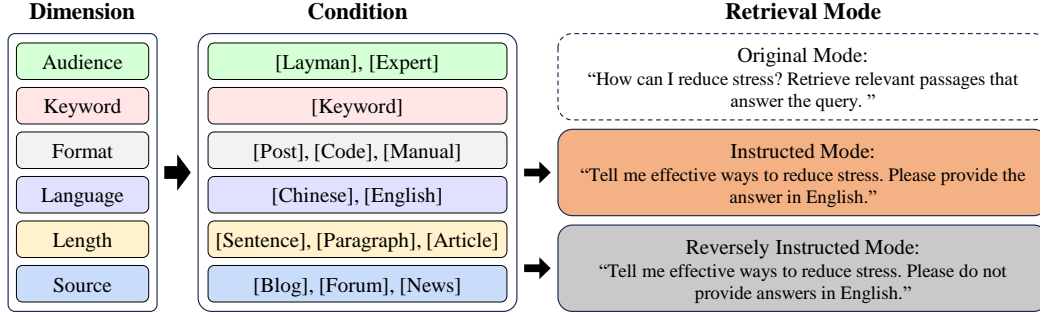 Dimension
Audience
Keyword
Format
Language
Length
Source
Condition
[Layman], [Expert]
[Keyword]
[Post], [Code], [Manual]
[Chinese], [English]
[Sentence], [Paragraph], [Article]
[Blog], [Forum], [News]
Retrieval Mode
Original Mode:
“How can I reduce stress? Retrieve relevant passages that
answer the query. ”
Instructed Mode:
“Tell me effective ways to reduce stress. Please provide the
answer in English.”
Reversely Instructed Mode:
“Tell me effective ways to reduce stress. Please do not
provide answers in English.”